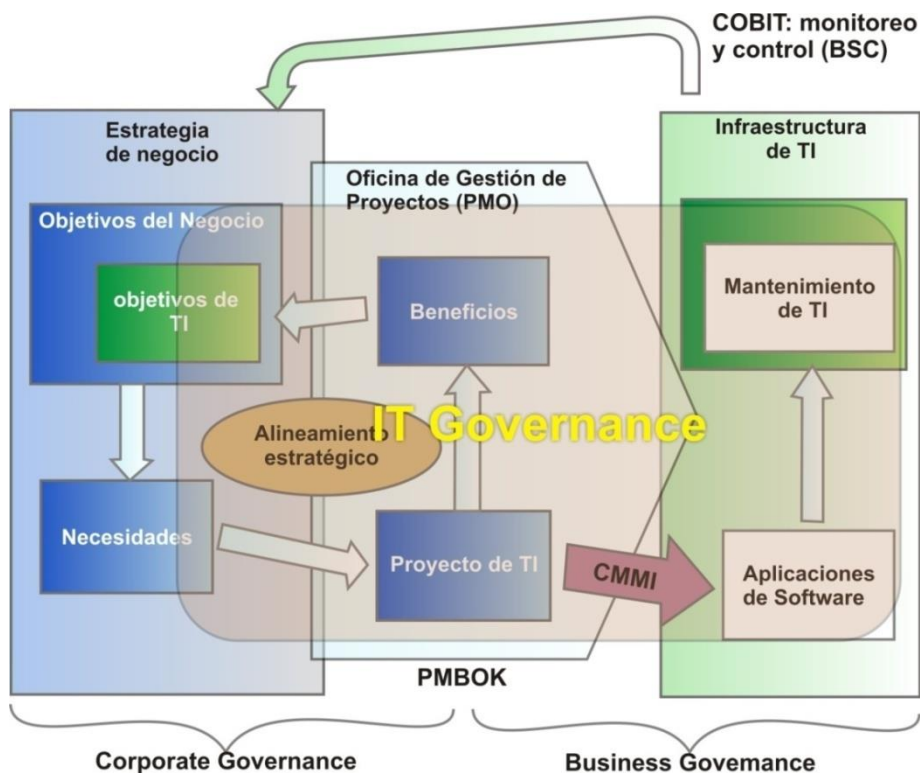 COBIT: monitoreo
y control (BSC)
Estrategia
de negocio
Infraestructura
de TI
Oficina de Gestión de
Proyectos (PMO)
Objetivos del Negocio
objetivos de
TI
Beneficios
Mantenimiento
de TI
IT Governance
Alineamiento
estratégico
Necesidades
Proyecto de TI
CMMI
Aplicaciones
de Software
PMBOK
Corporate Governance
Business Govemance